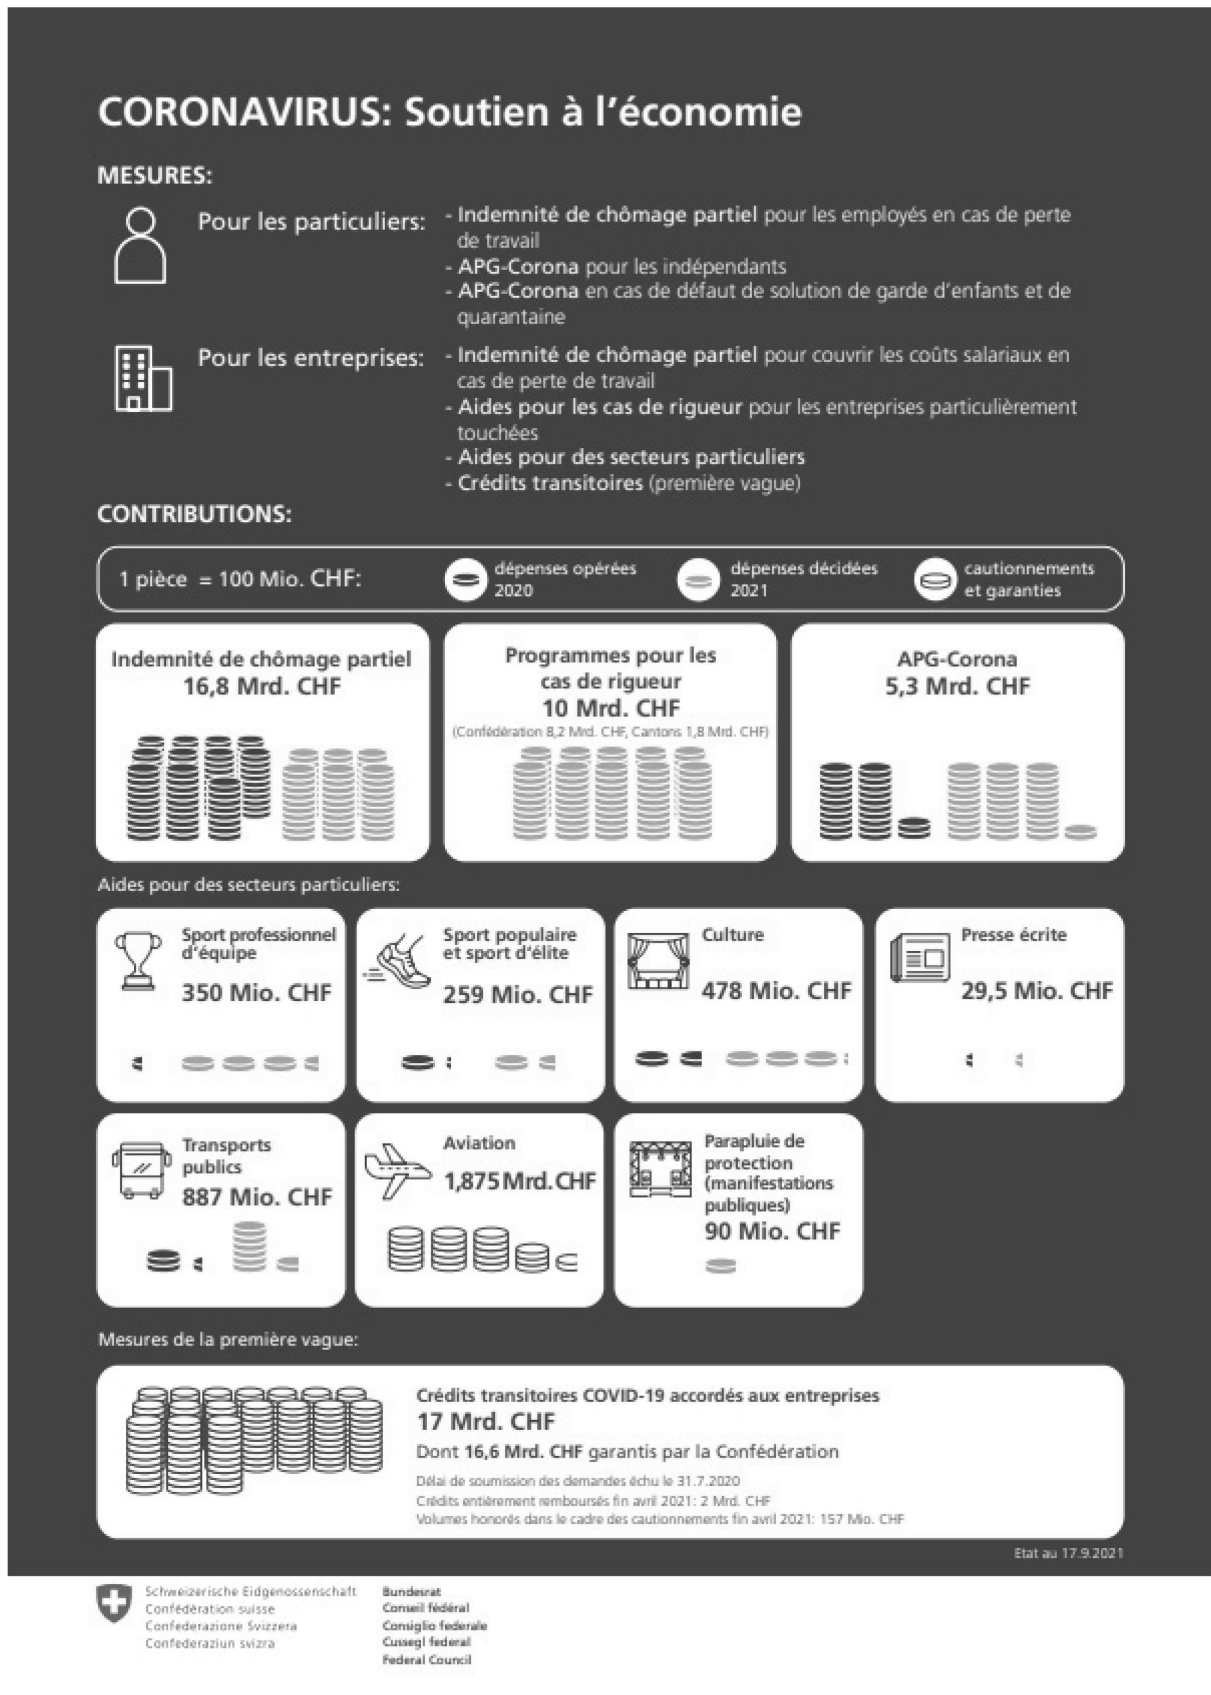 CORONAVIRUS: Soutien à l'économie
MESURES:
Pour les particuliers:
- Indemnité de chômage partiel pour les employés en cas de perte
de travail
- APG-Corona pour les indépendants
- APG-Corona en cas de défaut de solution de garde d'enfants et de
quarantaine
Pour les entreprises:
- Indemnité de chômage partiel pour couvrir les coûts salariaux en
cas de perte de travail
- Aides pour les cas de rigueur pour les entreprises particulièrement
touchées
- Aides pour des secteurs particuliers
- Crédits transitoires (première vague)
CONTRIBUTIONS:
1 pièce = 100 Mio. CHF:
dépenses opérées
2020
dépenses décidées
2021
cautionnements
et garanties
Indemnité de chômage partiel
16,8 Mrd. CHF
Programmes pour les
cas de rigueur
10 Mrd. CHF
(Confédération 8,2 Mrd. CHF, Cantons 1,8 Mrd. CHF)
APG-Corona
5,3 Mrd. CHF
Aides pour des secteurs particuliers:
Sport professionnel
d'équipe
350 Mio. CHF
Sport populaire
et sport d'élite
259 Mio. CHF
Culture
478 Mio. CHF
Presse écrite
29,5 Mio. CHF
Transports
publics
887 Mio. CHF
Aviation
1,875 Mrd. CHF
Parapluie de
protection
(manifestations
publiques)
90 Mio. CHF
Mesures de la première vague:
Crédits transitoires COVID-19 accordés aux entreprises
17 Mrd. CHF
Dont 16,6 Mrd. CHF garantis par la Confédération
Délai de soumission des demandes échu le 31.7.2020
Crédits entièrement remboursés fin avril 2021: 2 Mrd. CHF
Volumes honorés dans le cadre des cautionnements fin avril 2021: 157 Mio. CHF
Etat au 17.9.2021
Schweizerische Eidgenossenschaft
Confédération suisse
Confederazione Svizzera
Confederaziun svizra
Bundesrat
Conseil fédéral
Consiglio federale
Cussegl federal
Federal Council